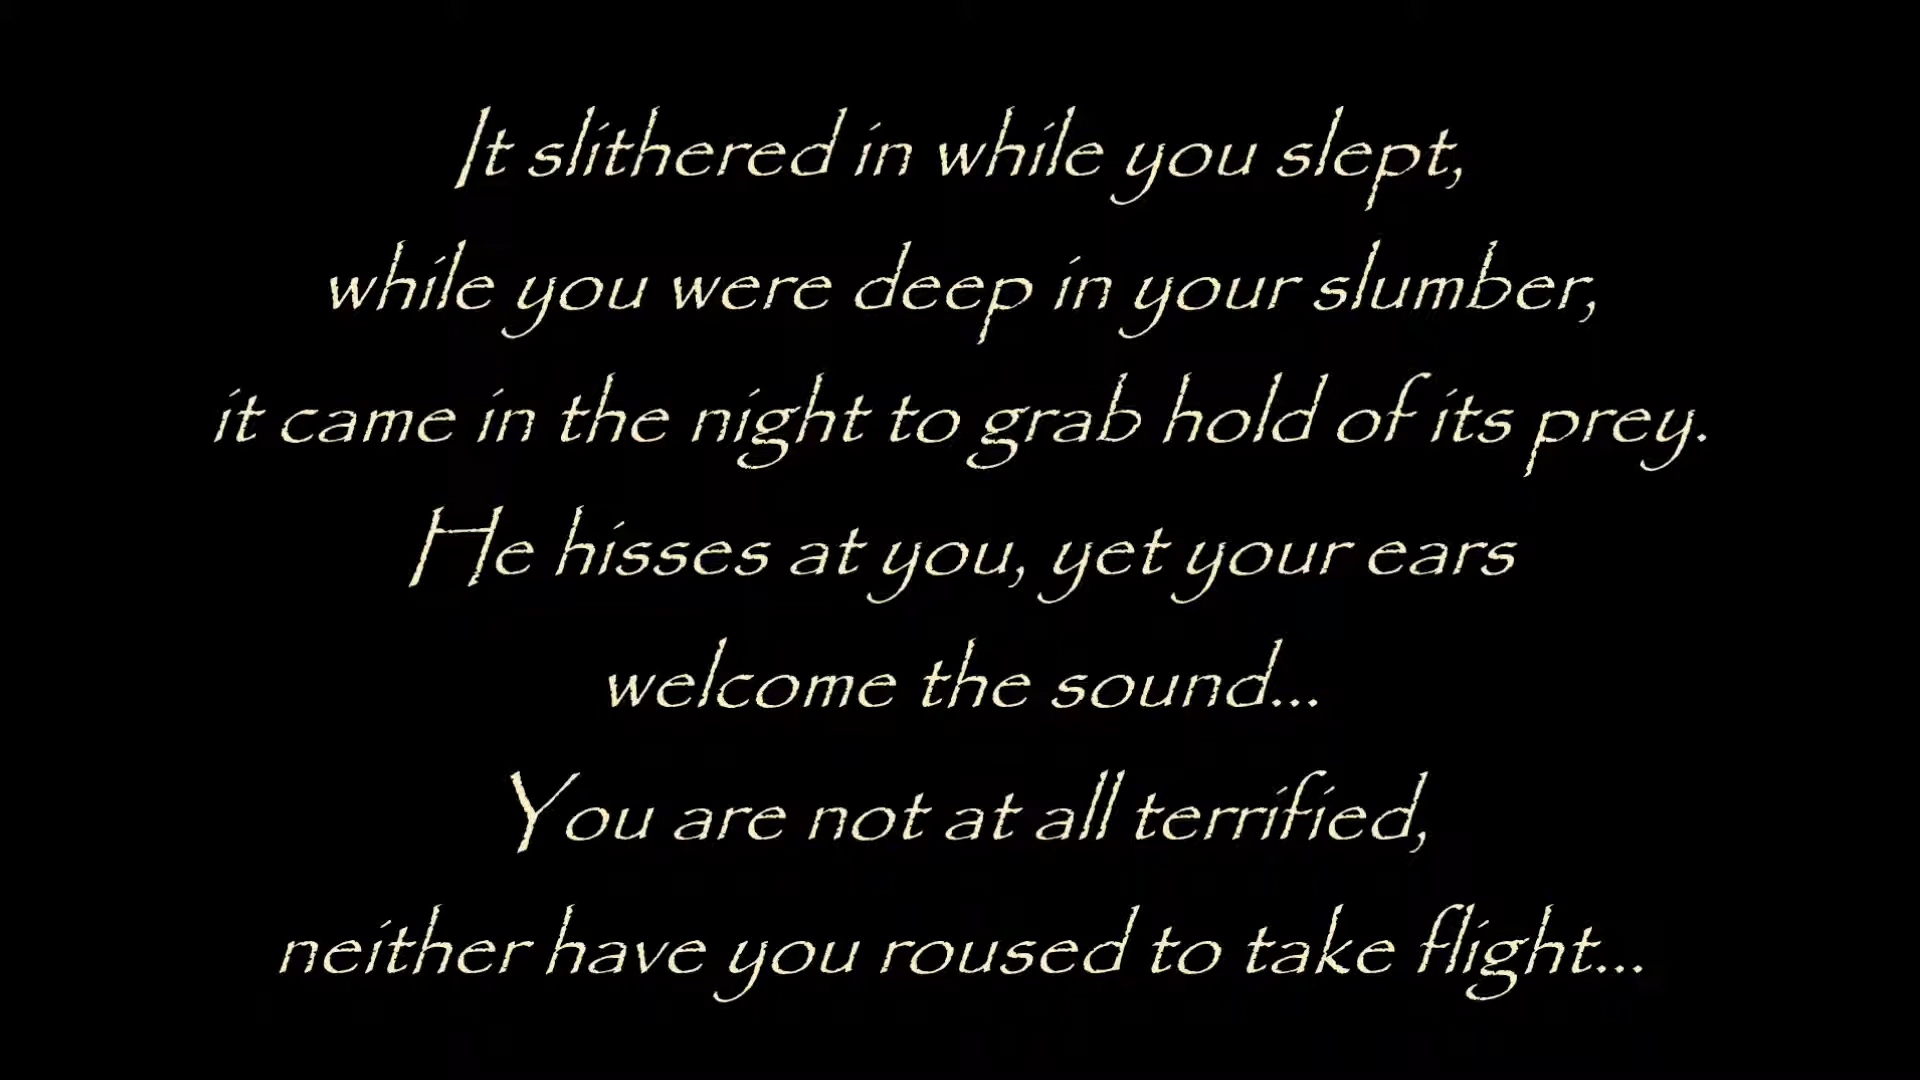 It slithered in while you slept,
while you were deep in your slumber,
it came in the night to grab hold of its prey.
He hisses at you, yet your ears
welcome the sound...
You are not at all terrified,
neither have you roused to take flight...